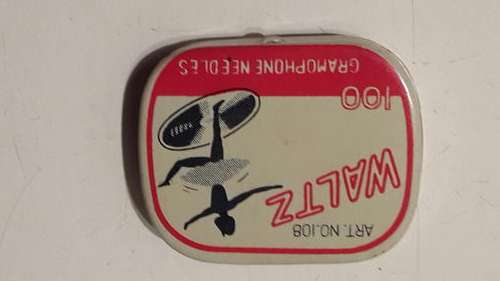 ART. NO.108
WALTZ
100
GRAMOPHONE NEEDLES